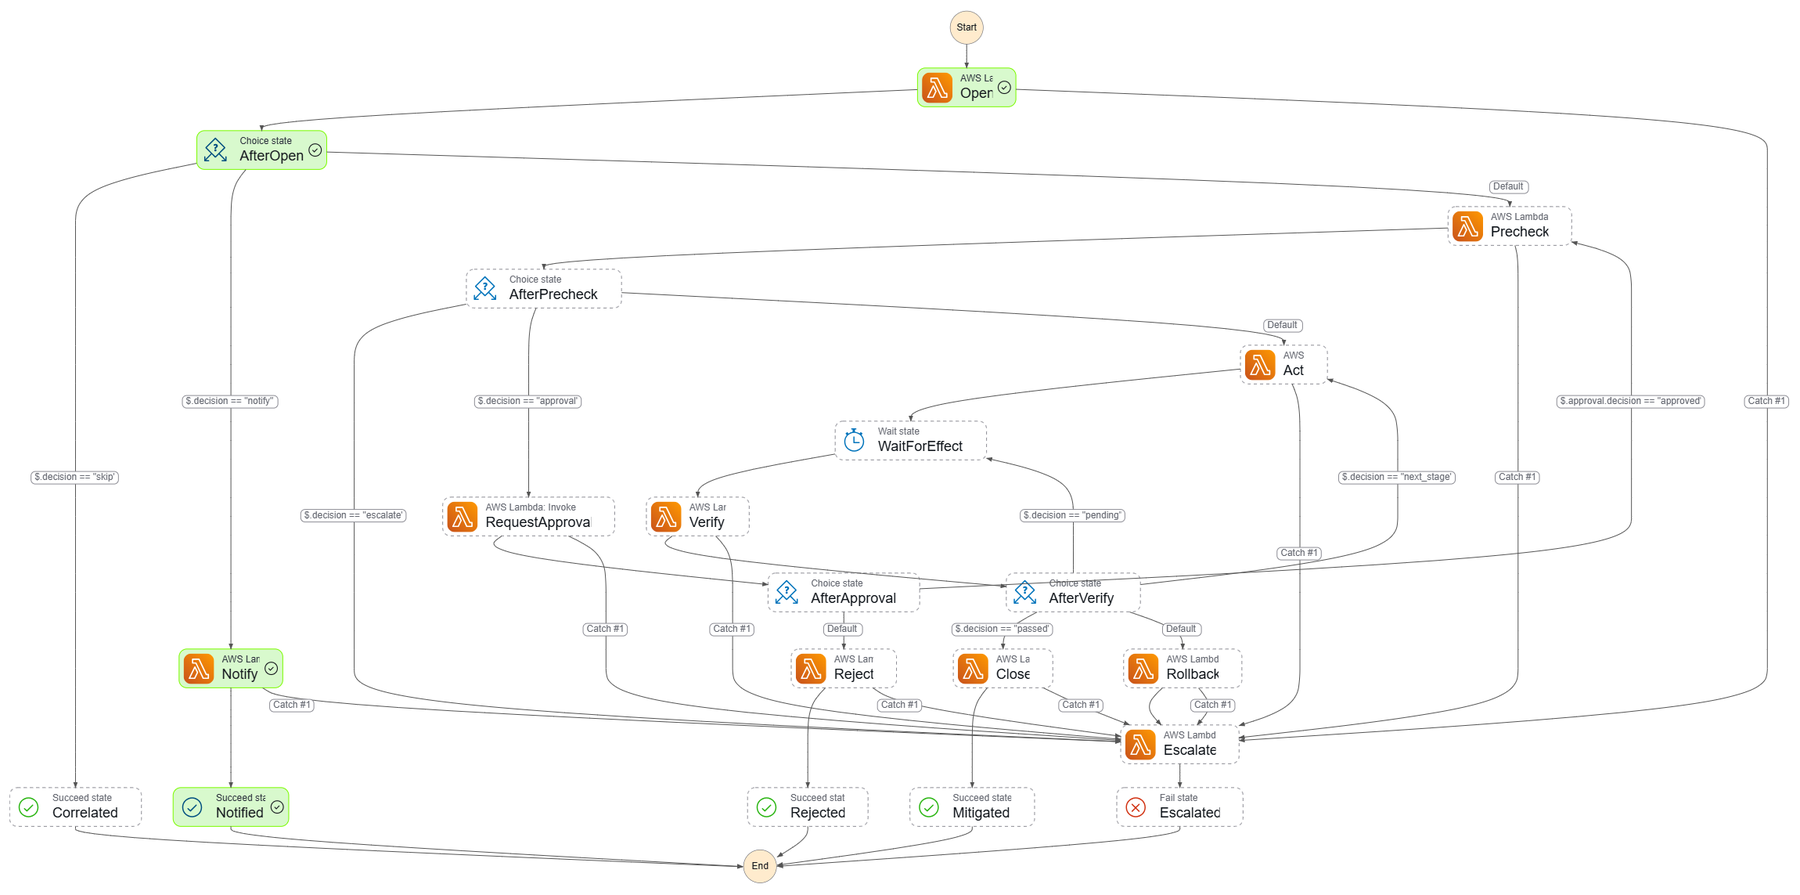 Start
AWS La
Open
Choice state
AfterOpen
Default
AWS Lambda
Precheck
Choice state
AfterPrecheck
Default
AWS
Act
$.decision == "notify"
$.decision == "approval'
$.approval.decision == "approved'
Catch #1
Wait state
WaitForEffect
$.decision == "skip'
$.decision == "next_stage'
Catch #1
AWS Lambda: Invoke
RequestApproval
AWS Lar
Verify
$.decision == "escalate'
$.decision == "pending"
Catch #1
Choice state
AfterApproval
Choice state
AfterVerify
Catch #1
Catch #1
Default
$.decision == "passed'
Default
AWS Lan
Notify
AWS Lam
Reject
AWS La
Close
AWS Lambd
Rollback
Catch #1
Catch #1
Catch #1
Catch #1
AWS Lambd
Escalate
Succeed state
Correlated
Succeed sta
Notified
Succeed stat
Rejected
Succeed state
Mitigated
Fail state
Escalated
End